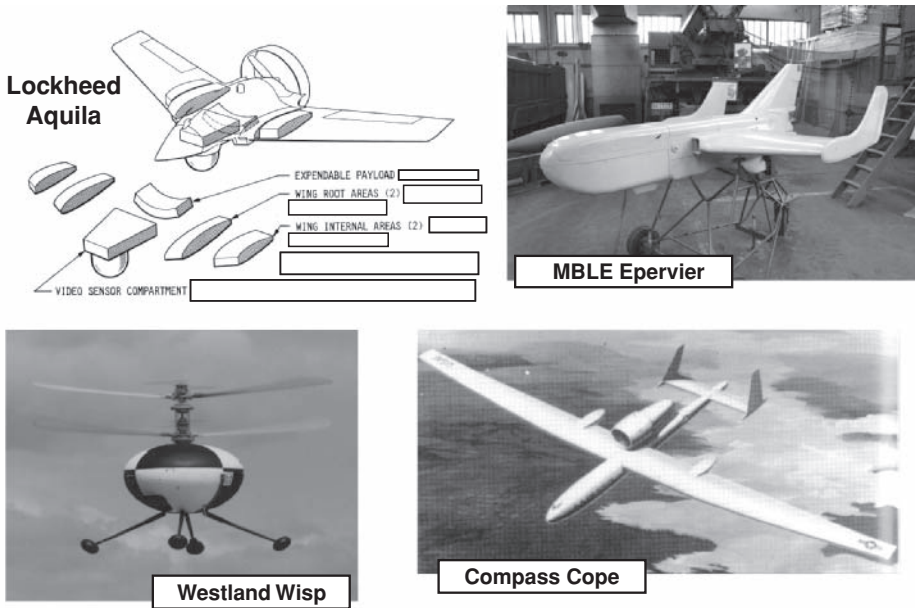 Lockheed
Aquila
EXPENDABLE PAYLOAD
WING ROOT AREAS (2)
WING INTERNAL AREAS (2)
VIDEO SENSOR COMPARTMENT
MBLE Epervier
Westland Wisp
Compass Cope